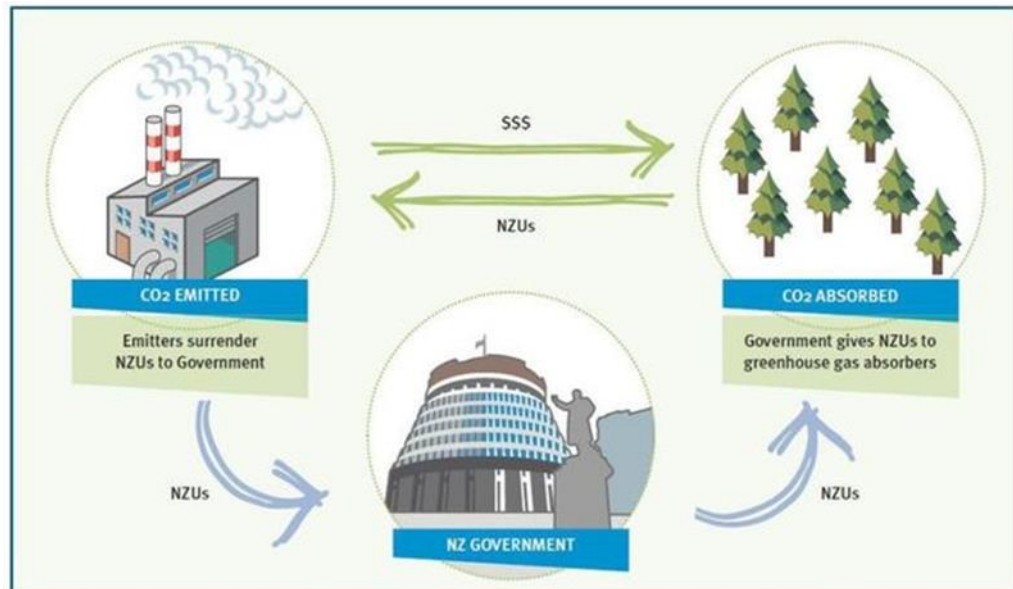 $$$
NZUs
CO2 EMITTED
Emitters surrender
NZUs to Government
CO2 ABSORBED
Government gives NZUs to
greenhouse gas absorbers
NZUs
NZUs
NZ GOVERNMENT